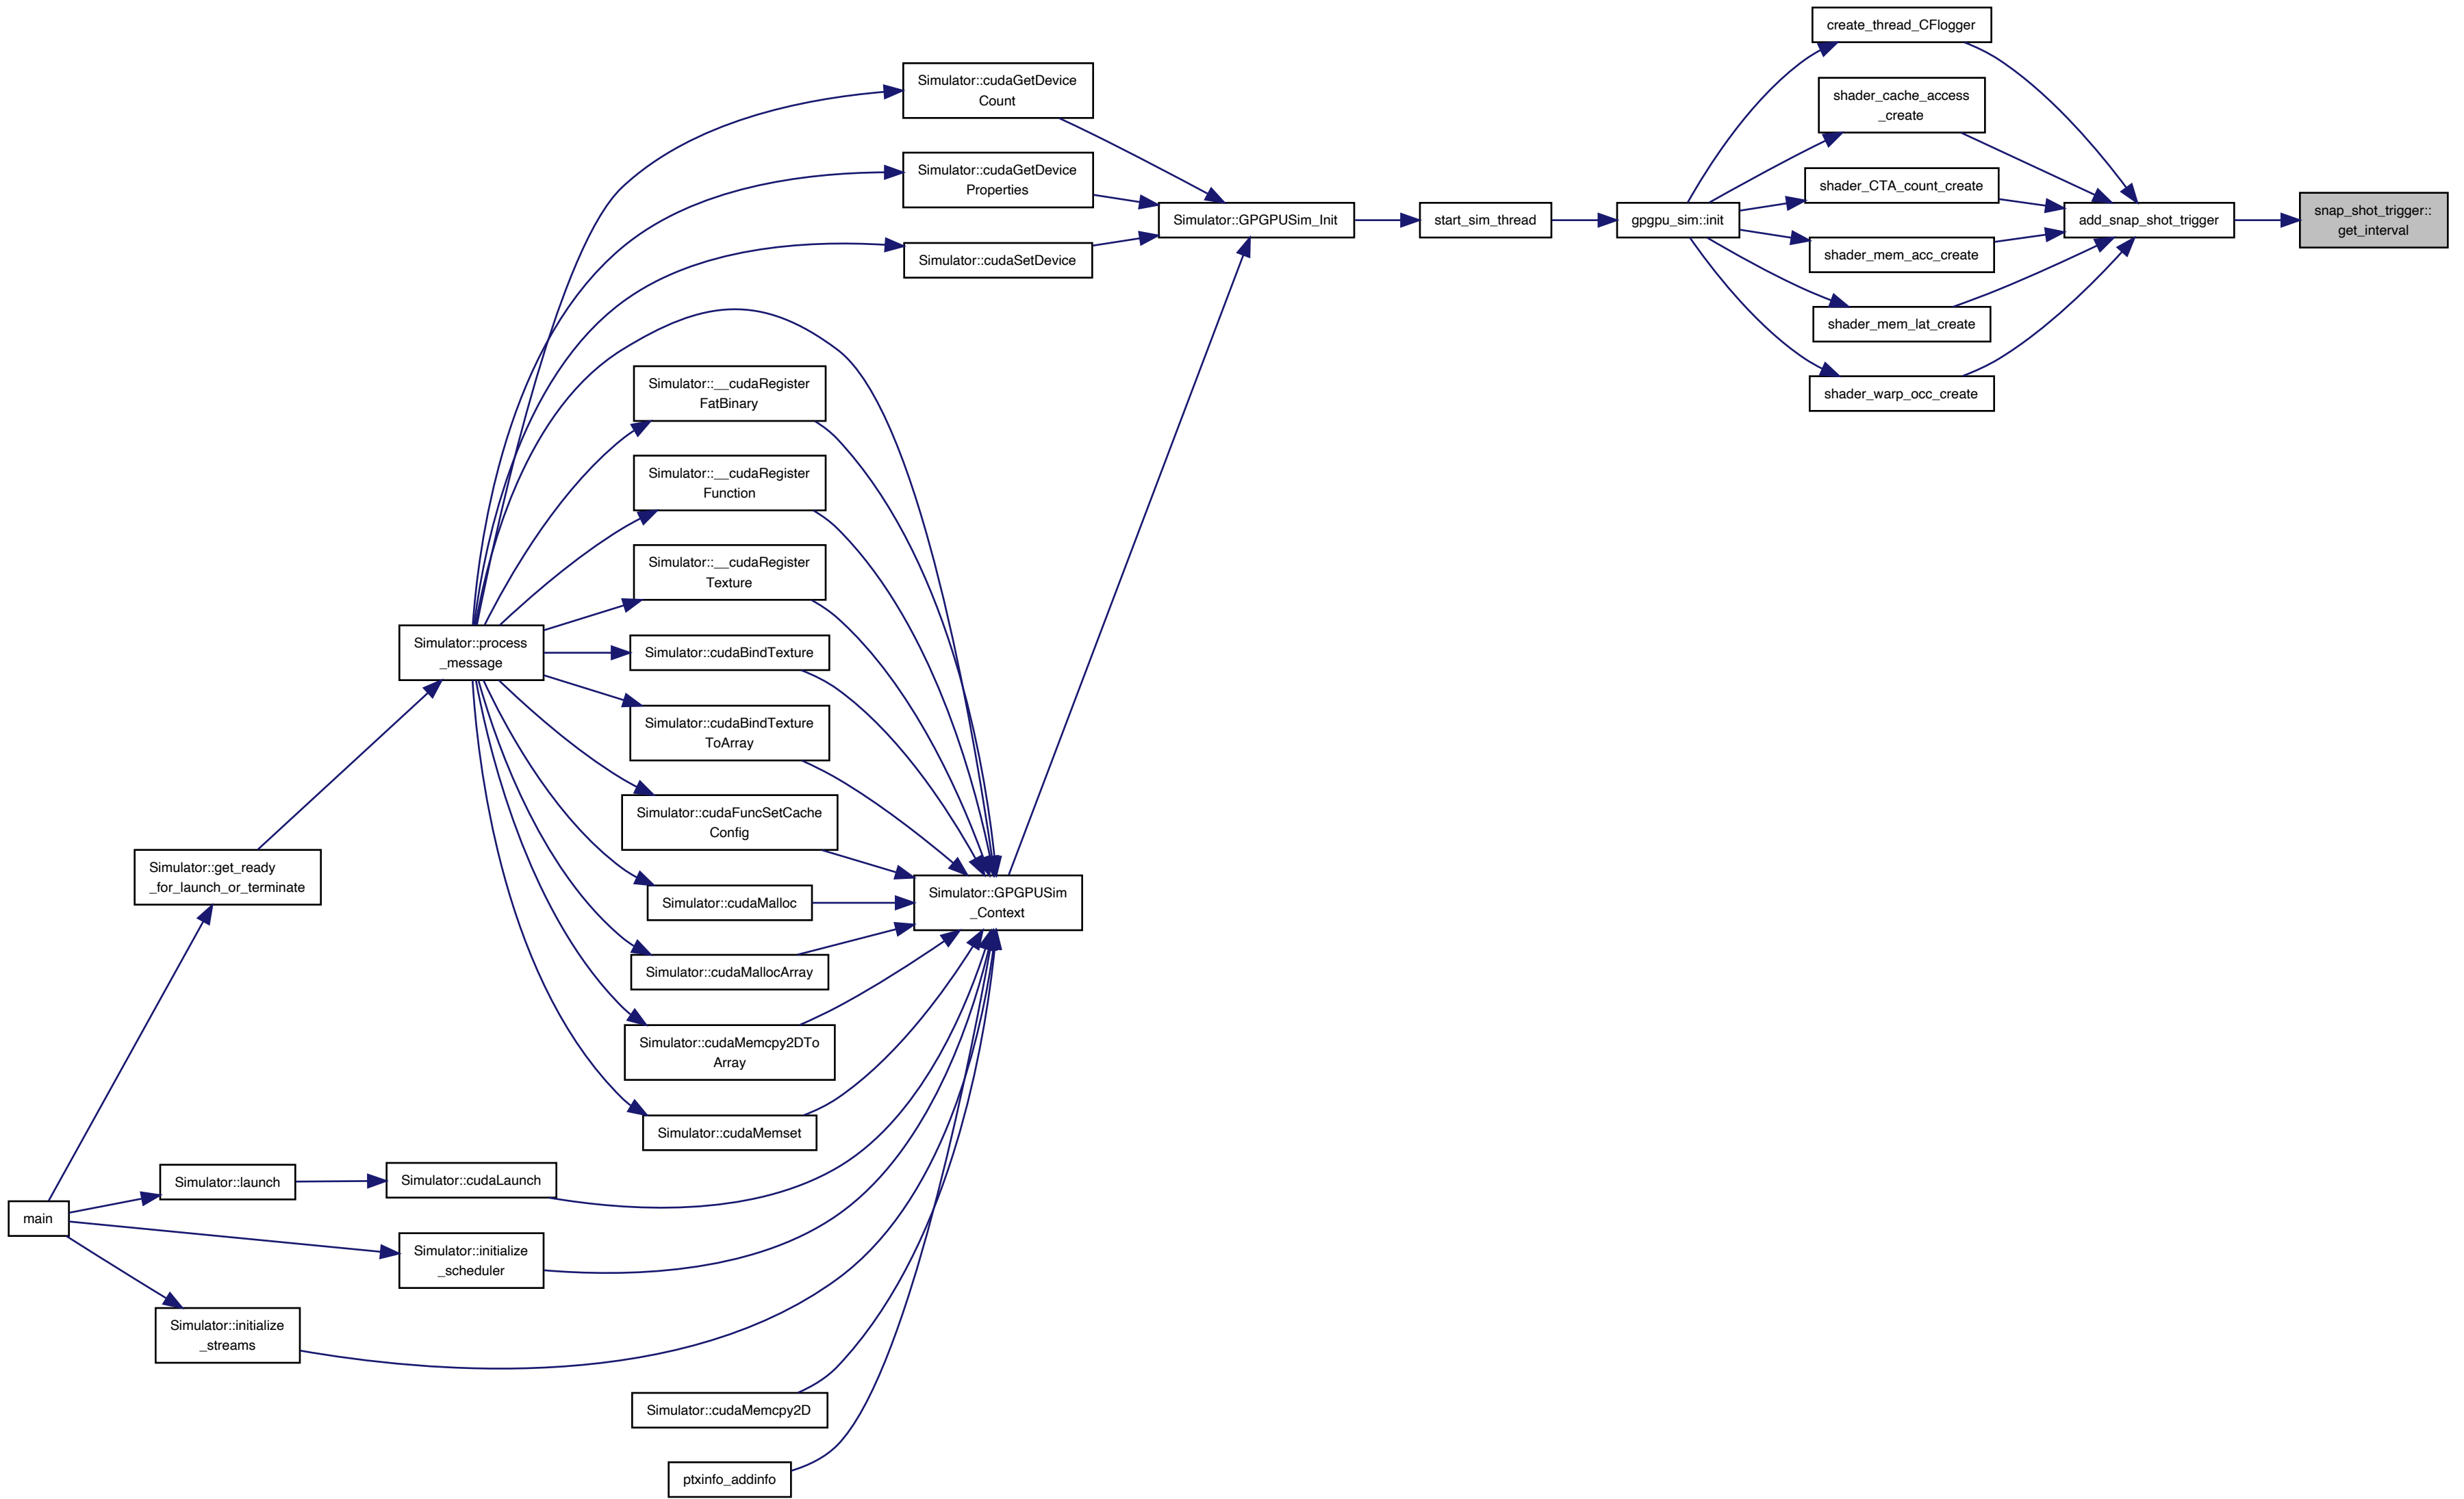 create_thread_CFlogger
Simulator::cudaGetDevice
Count
shader_cache_access
_create
Simulator::cudaGetDevice
Properties
shader_CTA_count_create
Simulator::GPGPUSim_Init
start_sim_thread
gpgpu_sim::init
add_snap_shot_trigger
snap_shot_trigger::
get_interval
Simulator::cudaSetDevice
shader_mem_acc_create
shader_mem_lat_create
shader_warp_occ_create
Simulator::__cudaRegister
FatBinary
Simulator::__cudaRegister
Function
Simulator::__cudaRegister
Texture
Simulator::process
_message
Simulator::cudaBindTexture
Simulator::cudaBindTexture
ToArray
Simulator::cudaFuncSetCache
Config
Simulator::get_ready
_for_launch_or_terminate
Simulator::cudaMalloc
Simulator::GPGPUSim
_Context
Simulator::cudaMallocArray
Simulator::cudaMemcpy2DTo
Array
Simulator::cudaMemset
Simulator::launch
Simulator::cudaLaunch
main
Simulator::initialize
_scheduler
Simulator::initialize
_streams
Simulator::cudaMemcpy2D
ptxinfo_addinfo